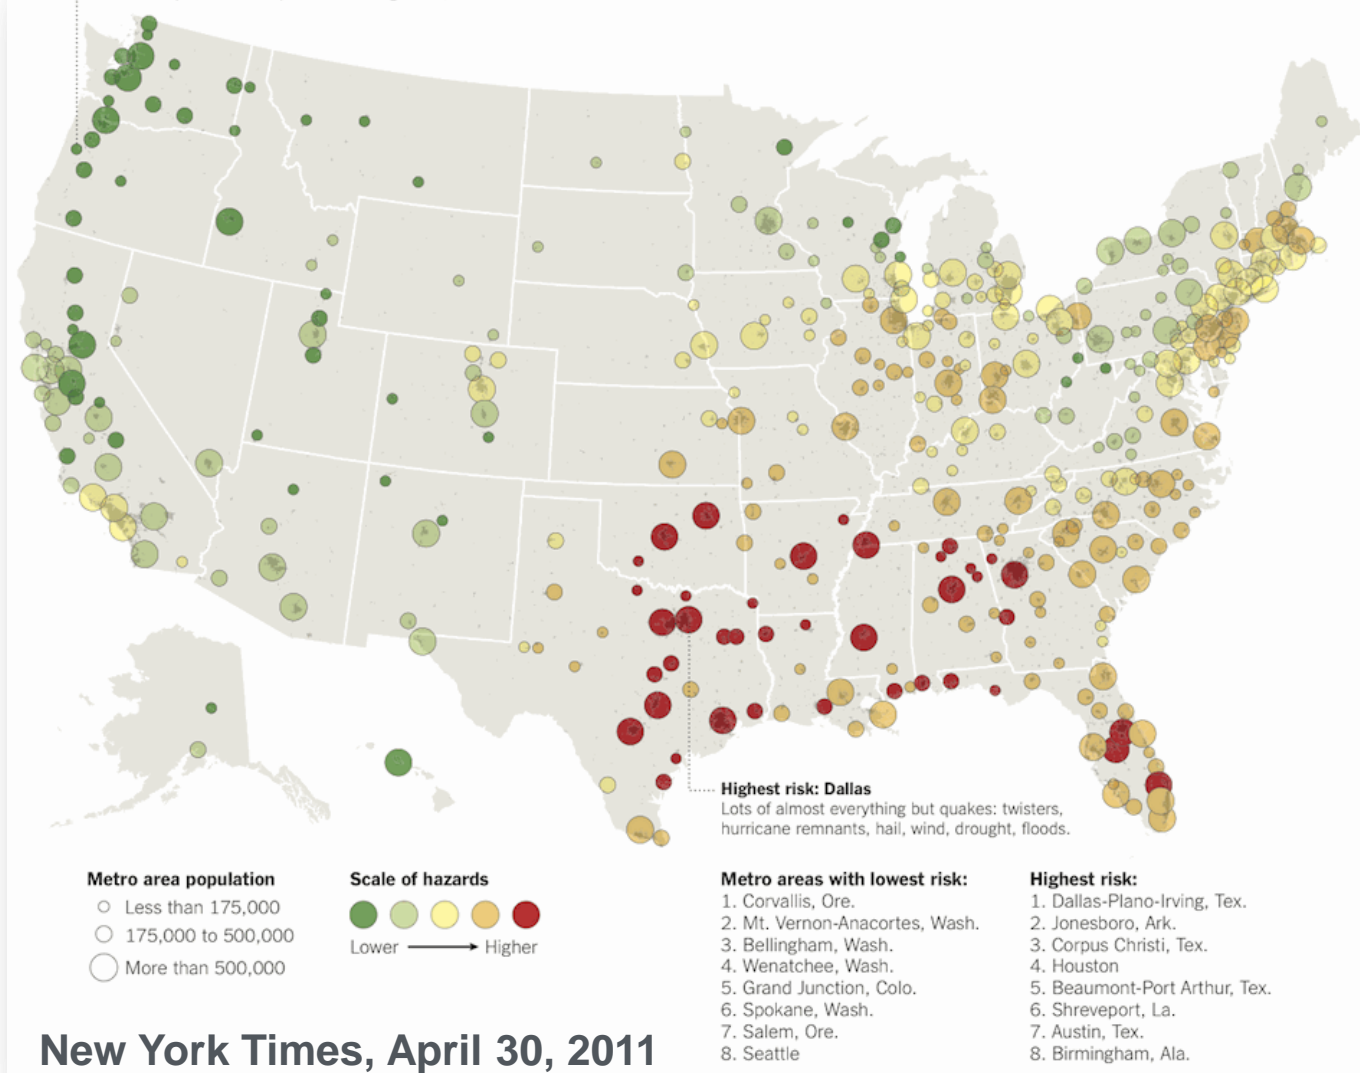 Highest risk: Dallas
Lots of almost everything but quakes: twisters,
hurricane remnants, hail, wind, drought, floods.
Metro area population
Less than 175,000
175,000 to 500,000
More than 500,000
Scale of hazards
Lower
Higher
Metro areas with lowest risk:
1. Corvallis, Ore.
2. Mt. Vernon-Anacortes, Wash.
3. Bellingham, Wash.
4. Wenatchee, Wash.
5. Grand Junction, Colo.
6. Spokane, Wash.
7. Salem, Ore.
8. Seattle
Highest risk:
1. Dallas-Plano-Irving, Tex.
2. Jonesboro, Ark.
3. Corpus Christi, Tex.
4. Houston
5. Beaumont-Port Arthur, Tex.
6. Shreveport, La.
7. Austin, Tex.
8. Birmingham, Ala.
New York Times, April 30, 2011